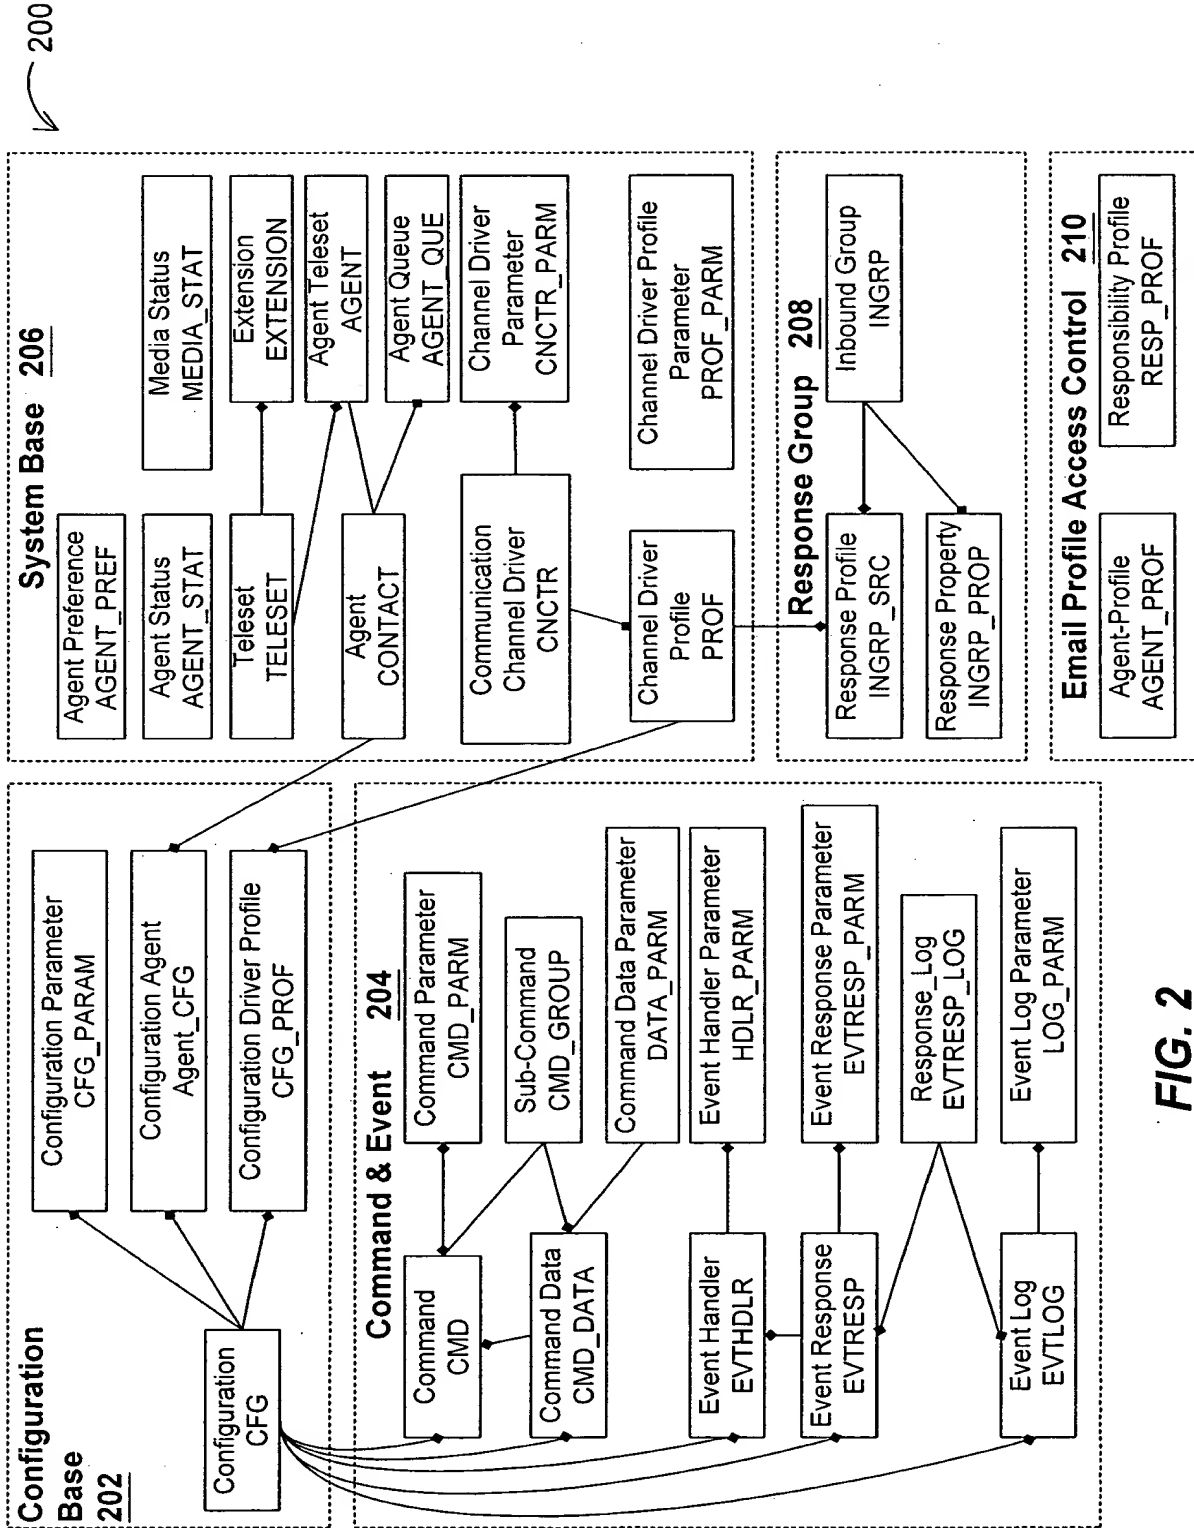 200
Configuration
Base
202
Configuration
CFG
Configuration Parameter
CFG_PARAM
Configuration Agent
Agent_CFG
Configuration Driver Profile
CFG_PROF
System Base 206
Agent Preference
AGENT_PREF
Agent Status
AGENT_STAT
Media Status
MEDIA_STAT
Teleset
TELESET
Extension
EXTENSION
Agent Teleset
AGENT
Agent
CONTACT
Agent Queue
AGENT_QUE
Communication
Channel Driver
CNCTR
Channel Driver
Parameter
CNCTR_PARM
Channel Driver
Profile
PROF
Channel Driver Profile
Parameter
PROF_PARM
Command & Event 204
Command
CMD
Command Parameter
CMD_PARM
Sub-Command
CMD_GROUP
Command Data
CMD_DATA
Command Data Parameter
DATA_PARM
Event Handler
EVTHDLR
Event Handler Parameter
HDLR_PARM
Event Response
EVTRESP
Event Response Parameter
EVTRESP_PARM
Response_Log
EVTRESP_LOG
Event Log
EVTLOG
Event Log Parameter
LOG_PARM
Response Group 208
Response Profile
INGRP_SRC
Inbound Group
INGRP
Response Property
INGRP_PROP
Email Profile Access Control 210
Agent-Profile
AGENT_PROF
Responsibility Profile
RESP_PROF
FIG. 2